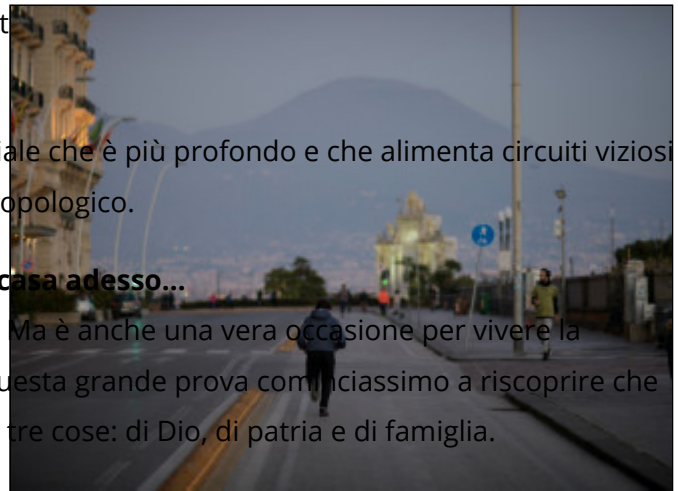 t
iale che è più profondo e che alimenta circuiti viziosi
opologico.
casa adesso...
Ma è anche una vera occasione per vivere la
uesta grande prova cominciassimo a riscoprire che
tre cose: di Dio, di patria e di famiglia.